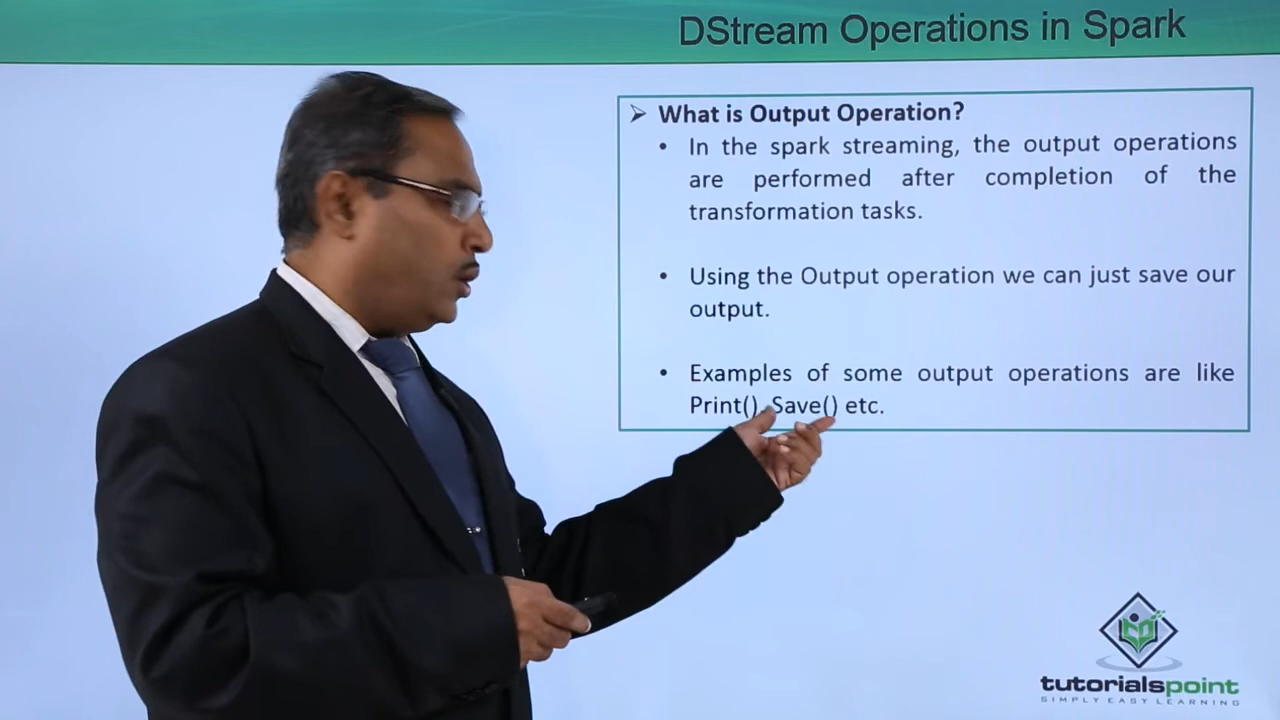 DStream Operations in Spark
➢ What is Output Operation?
• In the spark streaming, the output operations
are performed after completion of the
transformation tasks.
• Using the Output operation we can just save our
output.
• Examples of some output operations are like
Print(), Save() etc.
tutorialspoint
SIMPLY EASY LEARNING